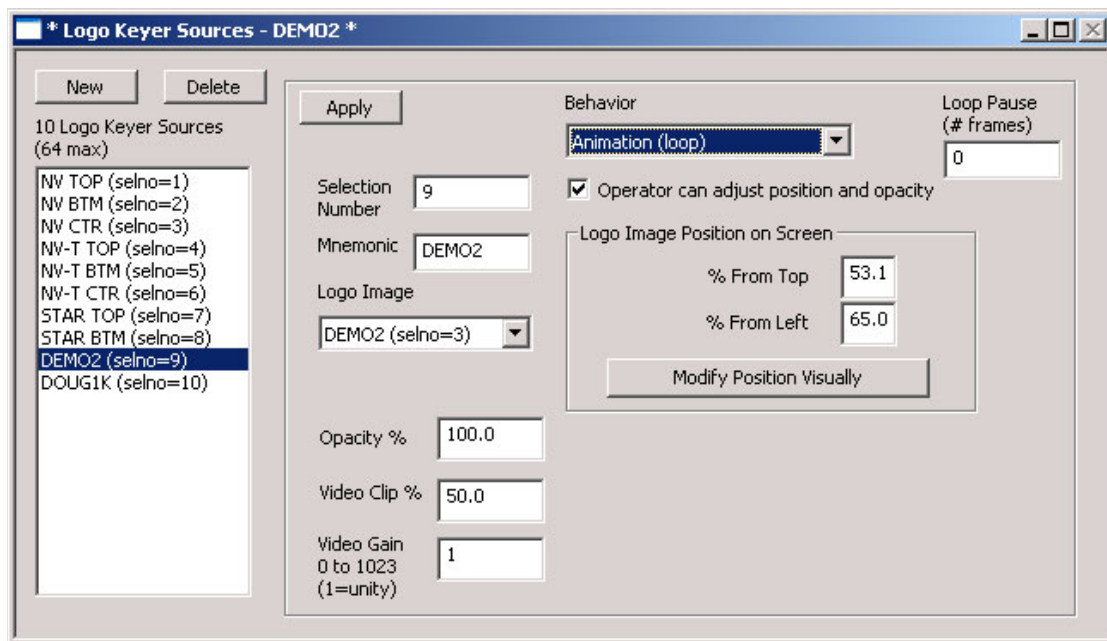 * Logo Keyer Sources - DEMO2 *
New
Delete
10 Logo Keyer Sources
(64 max)
NV TOP (selno=1)
NV BTM (selno=2)
NV CTR (selno=3)
NV-T TOP (selno=4)
NV-T BTM (selno=5)
NV-T CTR (selno=6)
STAR TOP (selno=7)
STAR BTM (selno=8)
DEMO2 (selno=9)
DOUG1K (selno=10)
Apply
Selection
Number
9
Mnemonic
DEMO2
Logo Image
DEMO2 (selno=3)
Opacity %
100.0
Video Clip %
50.0
Video Gain
0 to 1023
(1=unity)
1
Behavior
Animation (loop)
Loop Pause
(# frames)
0
Operator can adjust position and opacity
Logo Image Position on Screen
% From Top
53.1
% From Left
65.0
Modify Position Visually